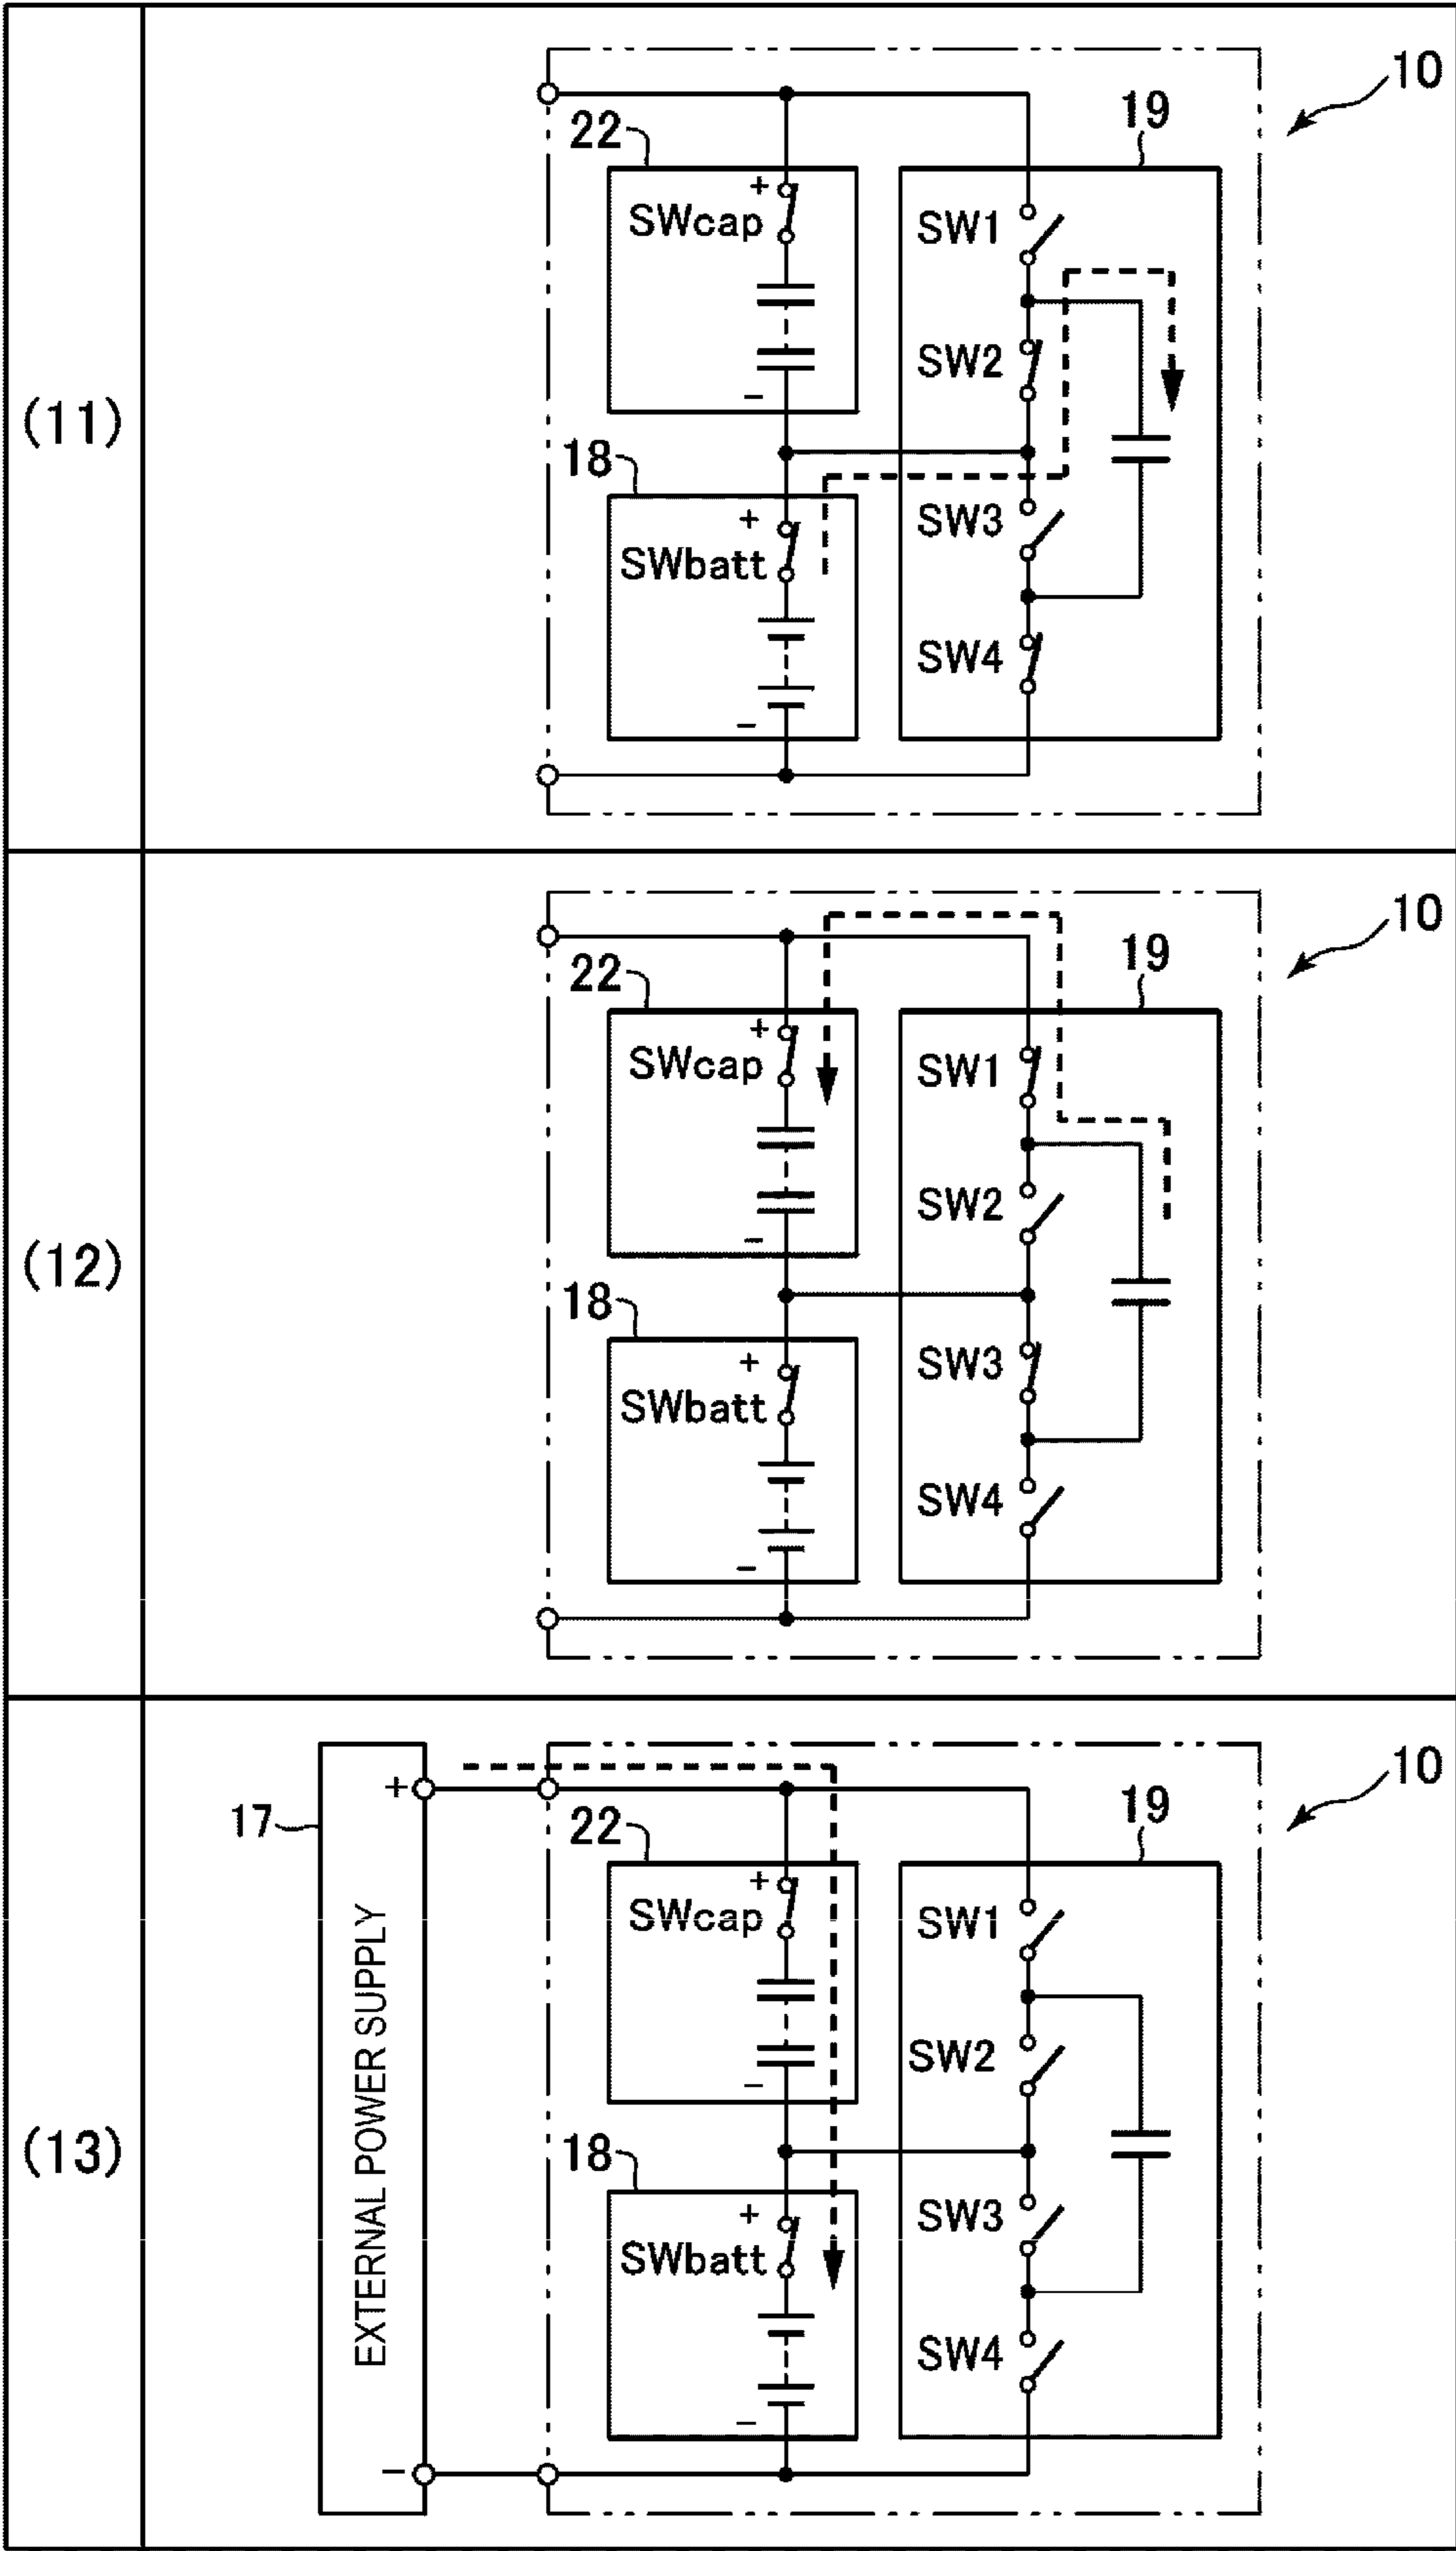 (11)
10
22
19
+
SWcap
SW1
SW2
−
18
+
SWbatt
SW3
SW4
−
(12)
10
22
19
+
SWcap
SW1
SW2
−
18
+
SWbatt
SW3
SW4
−
(13)
10
17
+
22
19
+
SWcap
SW1
EXTERNAL POWER SUPPLY
SW2
−
18
+
SWbatt
SW3
SW4
−
−